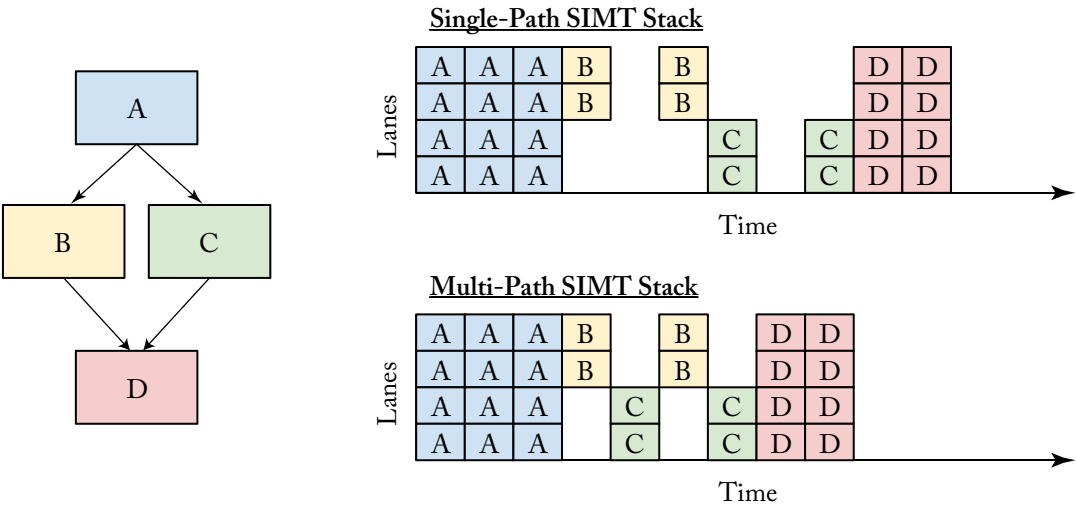 A
B C
D
Single-Path SIMT Stack
A A A B B D D
A A A B B D D
A A A C C D D
A A A C C D D
Lanes
Time
Multi-Path SIMT Stack
A A A B B D D
A A A B B D D
A A A C C D D
A A A C C D D
Lanes
Time